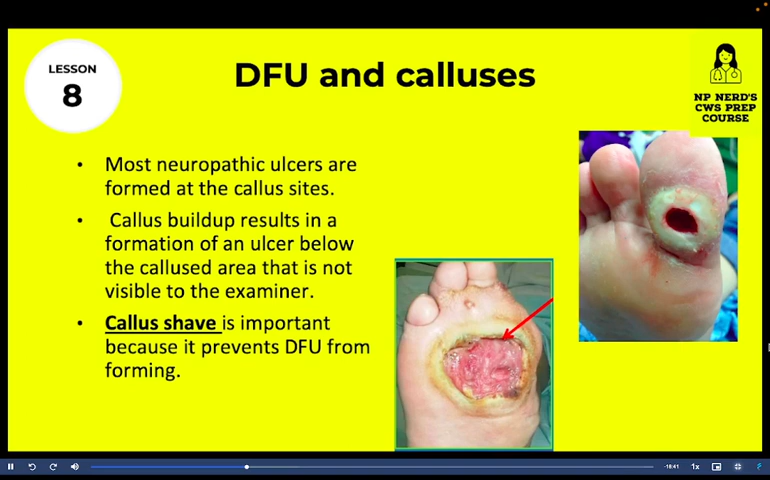 LESSON
8
DFU and calluses
NP NERD'S
CWS PREP
COURSE
• Most neuropathic ulcers are
formed at the callus sites.
• Callus buildup results in a
formation of an ulcer below
the callused area that is not
visible to the examiner.
• Callus shave is important
because it prevents DFU from
forming.
-18:41 1x